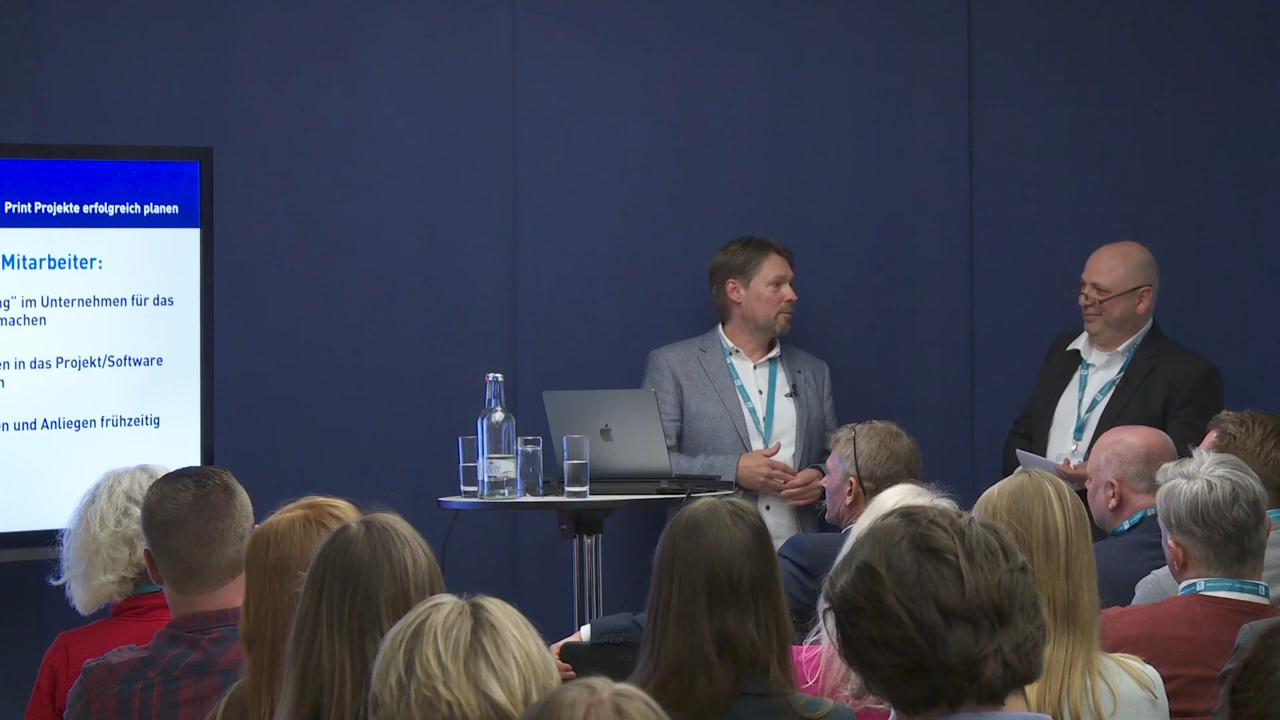 Print Projekte erfolgreich planen
Mitarbeiter:
ng" im Unternehmen für das
machen
en in das Projekt/Software
n
en und Anliegen frühzeitig